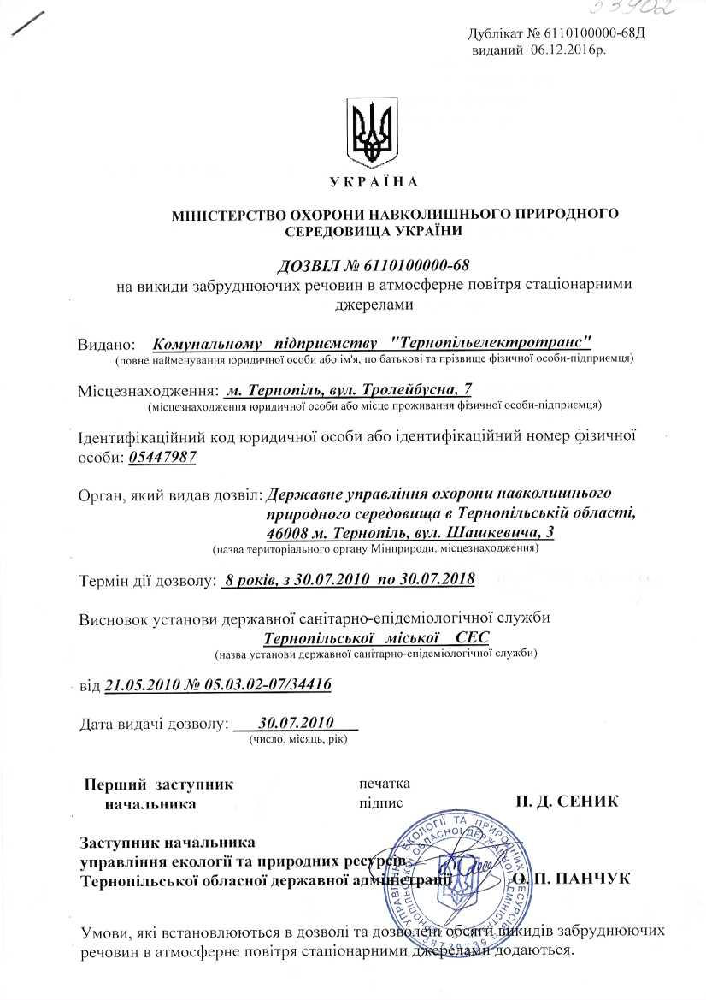 33902
Дублікат № 6110100000-68Д
виданий 06.12.2016р.
УКРАЇНА
МІНІСТЕРСТВО ОХОРОНИ НАВКОЛИШНЬОГО ПРИРОДНОГО
СЕРЕДОВИЩА УКРАЇНИ
ДОЗВІЛ № 6110100000-68
на викиди забруднюючих речовин в атмосферне повітря стаціонарними
джерелами
Видано: Комунальному підприємству "Тернопільелектротранс"
(повне найменування юридичної особи або ім'я, по батькові та прізвище фізичної особи-підприємця)
Місцезнаходження: м. Тернопіль, вул. Тролейбусна, 7
(місцезнаходження юридичної особи або місце проживання фізичної особи-підприємця)
Ідентифікаційний код юридичної особи або ідентифікаційний номер фізичної
особи: 05447987
Орган, який видав дозвіл: Державне управління охорони навколишнього
природного середовища в Тернопільській області,
46008 м. Тернопіль, вул. Шашкевича, 3
(назва територіального органу Мінприроди, місцезнаходження)
Термін дії дозволу: 8 років, з 30.07.2010 по 30.07.2018
Висновок установи державної санітарно-епідеміологічної служби
Тернопільської міської СЕС
(назва установи державної санітарно-епідеміологічної служби)
від 21.05.2010 № 05.03.02-07/34416
Дата видачі дозволу: 30.07.2010
(число, місяць, рік)
Перший заступник печатка
начальника підпис П. Д. СЕНИК
Заступник начальника
управління екології та природних ресурсів
Тернопільської обласної державної адміністрації О. П. ПАНЧУК
УПРАВЛІННЯ ЕКОЛОГІЇ ТА ПРИРОДНИХ РЕСУРСІВ
ТЕРНОПІЛЬСЬКОЇ ОБЛАСНОЇ ДЕРЖАВНОЇ АДМІНІСТРАЦІЇ
38739739
Умови, які встановлюються в дозволі та дозволені обсяги викидів забруднюючих
речовин в атмосферне повітря стаціонарними джерелами додаються.